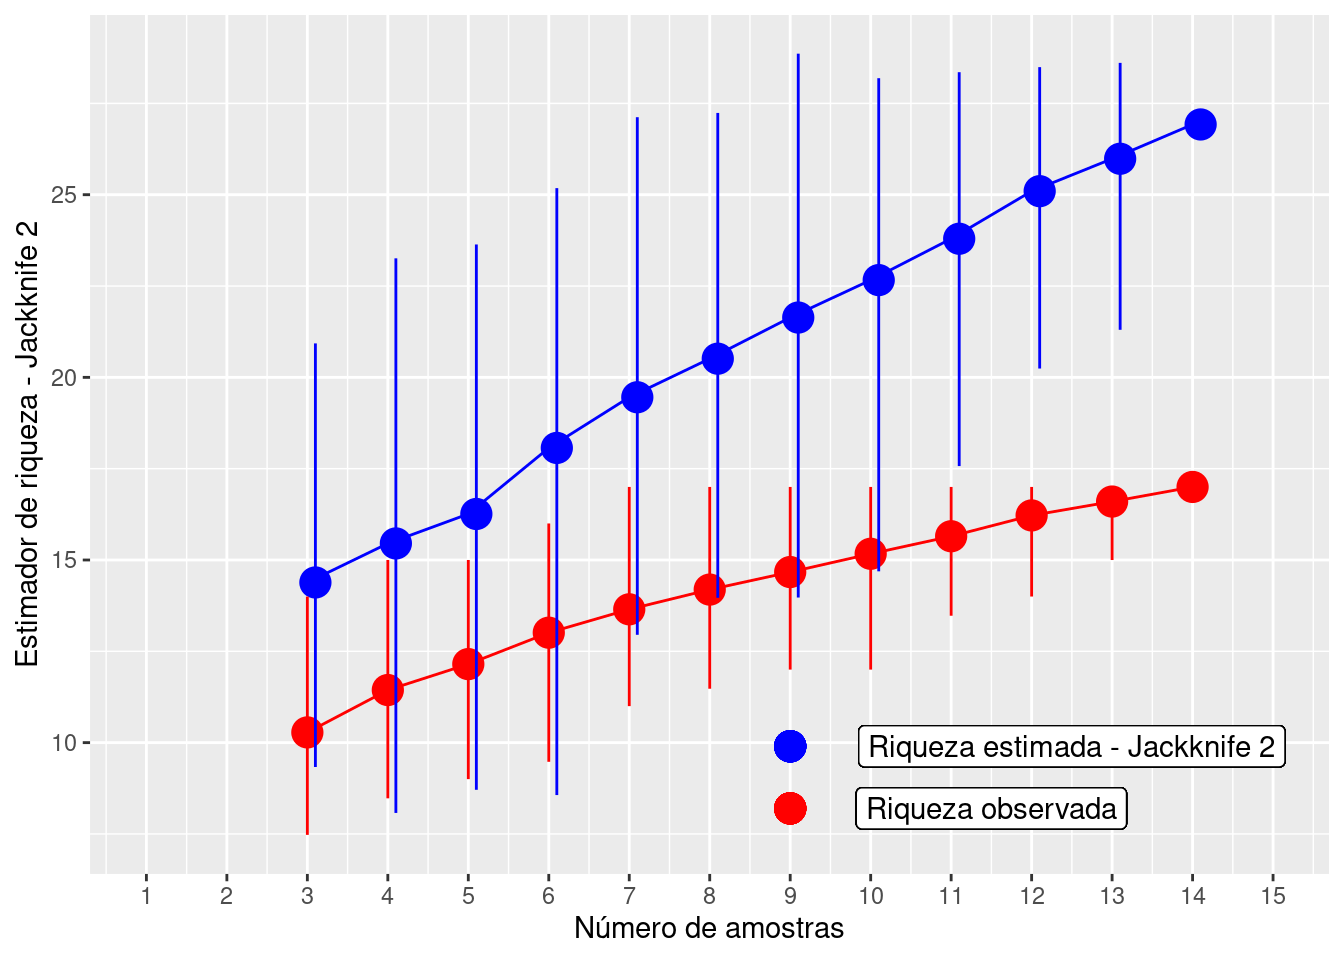 Estimador de riqueza - Jackknife 2
25
20
15
10
Riqueza estimada - Jackknife 2
Riqueza observada
1 2 3 4 5 6 7 8 9 10 11 12 13 14 15
Número de amostras